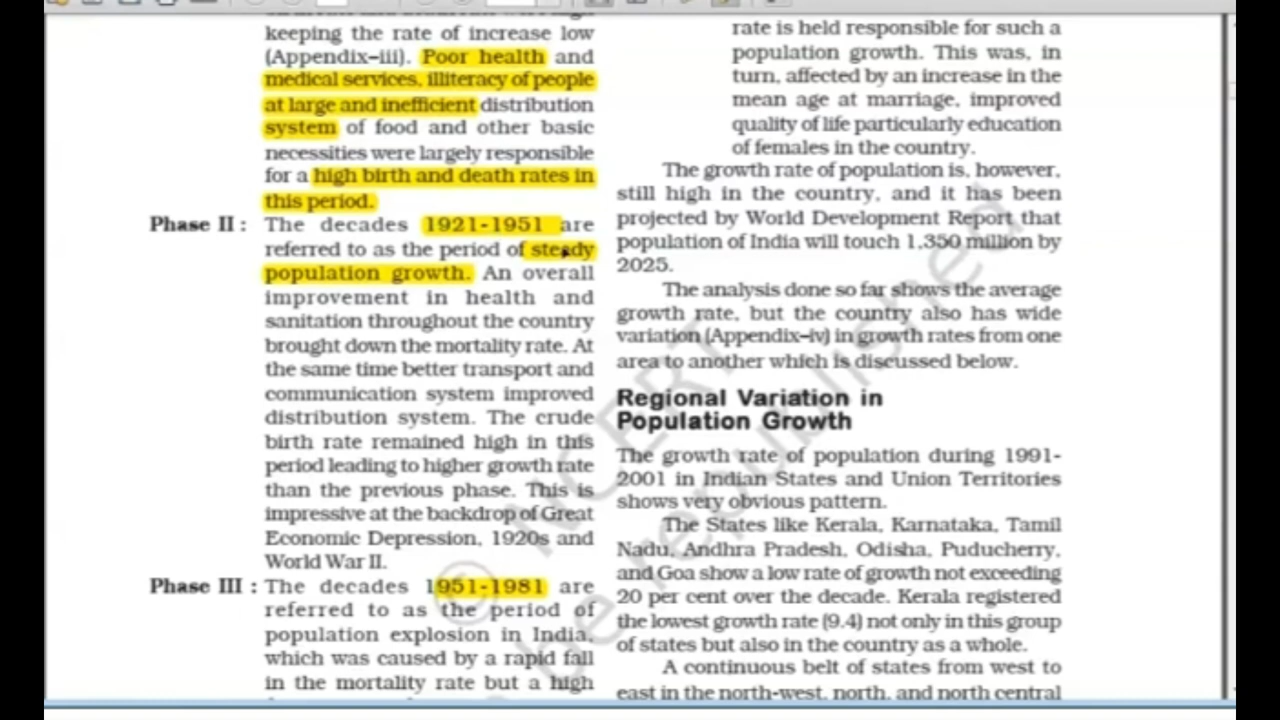 keeping the rate of increase low
(Appendix–iii). Poor health and
medical services, illiteracy of people
at large and inefficient distribution
system of food and other basic
necessities were largely responsible
for a high birth and death rates in
this period.
Phase II : The decades 1921-1951 are
referred to as the period of steady
population growth. An overall
improvement in health and
sanitation throughout the country
brought down the mortality rate. At
the same time better transport and
communication system improved
distribution system. The crude
birth rate remained high in this
period leading to higher growth rate
than the previous phase. This is
impressive at the backdrop of Great
Economic Depression, 1920s and
World War II.
Phase III : The decades 1951-1981 are
referred to as the period of
population explosion in India,
which was caused by a rapid fall
in the mortality rate but a high
rate is held responsible for such a
population growth. This was, in
turn, affected by an increase in the
mean age at marriage, improved
quality of life particularly education
of females in the country.
The growth rate of population is, however,
still high in the country, and it has been
projected by World Development Report that
population of India will touch 1,350 million by
2025.
The analysis done so far shows the average
growth rate, but the country also has wide
variation (Appendix–iv) in growth rates from one
area to another which is discussed below.
Regional Variation in
Population Growth
The growth rate of population during 1991-
2001 in Indian States and Union Territories
shows very obvious pattern.
The States like Kerala, Karnataka, Tamil
Nadu, Andhra Pradesh, Odisha, Puducherry,
and Goa show a low rate of growth not exceeding
20 per cent over the decade. Kerala registered
the lowest growth rate (9.4) not only in this group
of states but also in the country as a whole.
A continuous belt of states from west to
east in the north-west, north, and north central
© NCERT
be republished